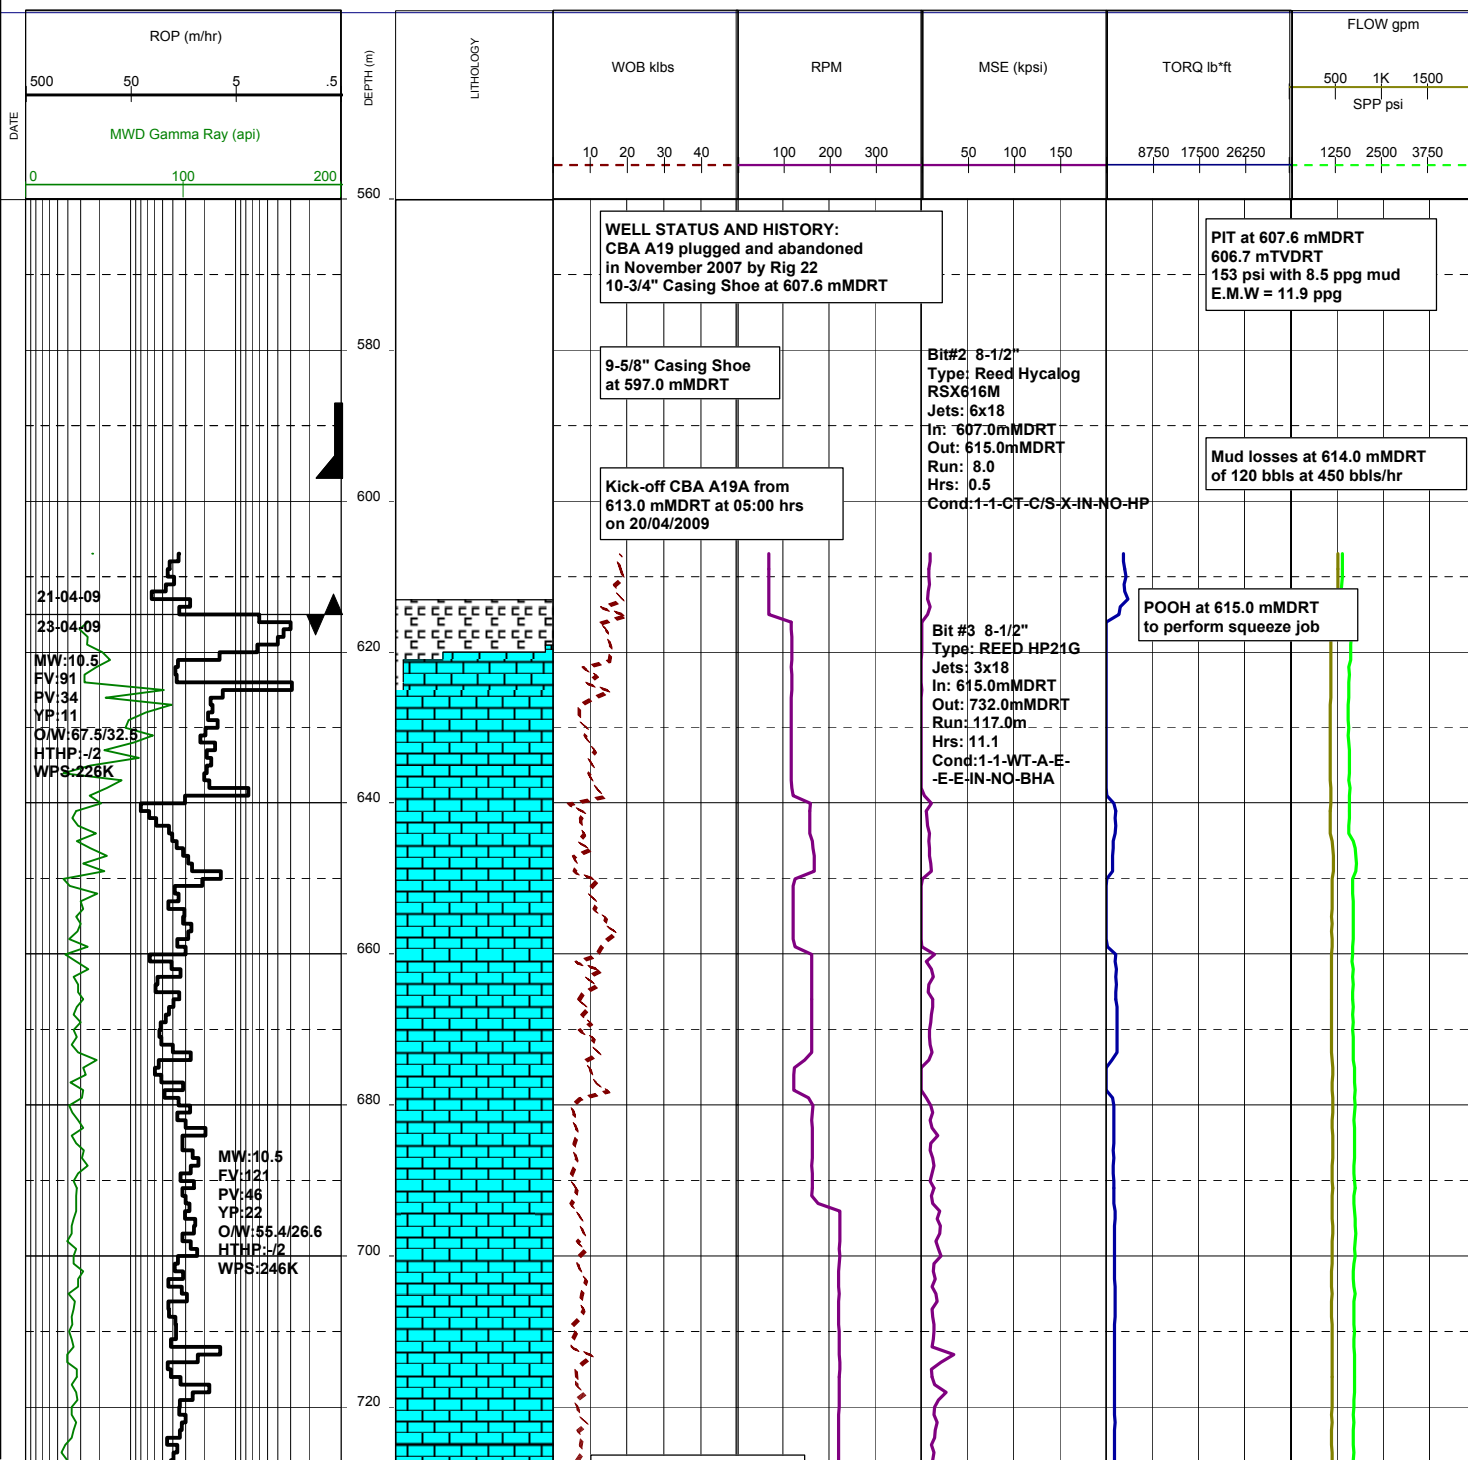 ROP (m/hr)
500 50 5 .5
MWD Gamma Ray (api)
0 100 200
DATE
DEPTH (m)
LITHOLOGY
WOB klbs
10 20 30 40
RPM
100 200 300
MSE (kpsi)
50 100 150
TORQ lb*ft
8750 17500 26250
FLOW gpm
500 1K 1500
SPP psi
1250 2500 3750
560
580
600
620
640
660
680
700
720
WELL STATUS AND HISTORY:
CBA A19 plugged and abandoned
in November 2007 by Rig 22
10-3/4" Casing Shoe at 607.6 mMDRT
PIT at 607.6 mMDRT
606.7 mTVDRT
153 psi with 8.5 ppg mud
E.M.W = 11.9 ppg
9-5/8" Casing Shoe
at 597.0 mMDRT
Bit#2 8-1/2"
Type: Reed Hycalog
RSX616M
Jets: 6x18
In: 607.0mMDRT
Out: 615.0mMDRT
Run: 8.0
Hrs: 0.5
Cond:1-1-CT-C/S-X-IN-NO-HP
Mud losses at 614.0 mMDRT
of 120 bbls at 450 bbls/hr
Kick-off CBA A19A from
613.0 mMDRT at 05:00 hrs
on 20/04/2009
21-04-09
23-04-09
POOH at 615.0 mMDRT
to perform squeeze job
MW:10.5
FV:91
PV:34
YP:11
O/W:67.5/32.5
HTHP:-/2
WPS:226K
Bit #3 8-1/2"
Type: REED HP21G
Jets: 3x18
In: 615.0mMDRT
Out: 732.0mMDRT
Run: 117.0m
Hrs: 11.1
Cond:1-1-WT-A-E-
-E-E-IN-NO-BHA
MW:10.5
FV:121
PV:46
YP:22
O/W:55.4/26.6
HTHP:-/2
WPS:246K